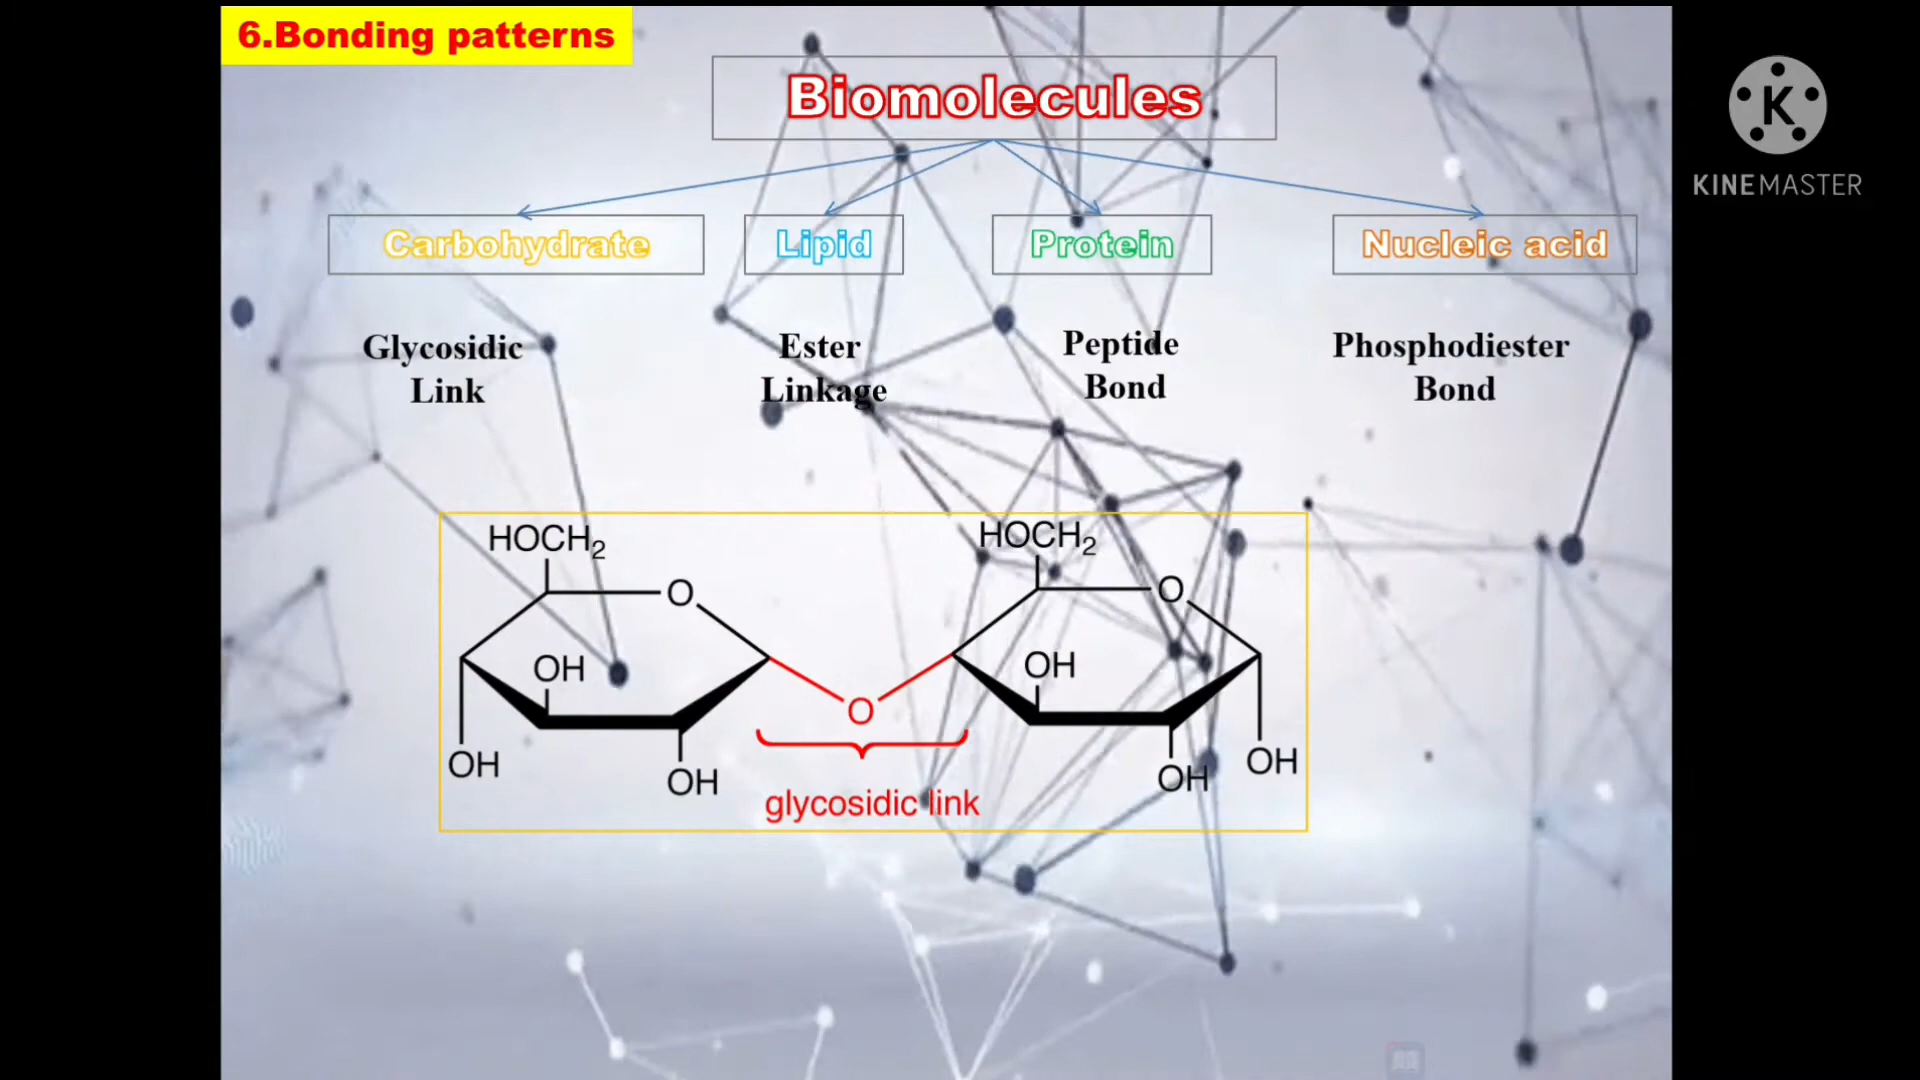 6.Bonding patterns
Biomolecules
KINEMASTER
Carbohydrate
Lipid
Protein
Nucleic acid
Glycosidic
Link
Ester
Linkage
Peptide
Bond
Phosphodiester
Bond
HOCH2
HOCH2
O
O
OH
OH
O
OH
OH
OH
OH
glycosidic link